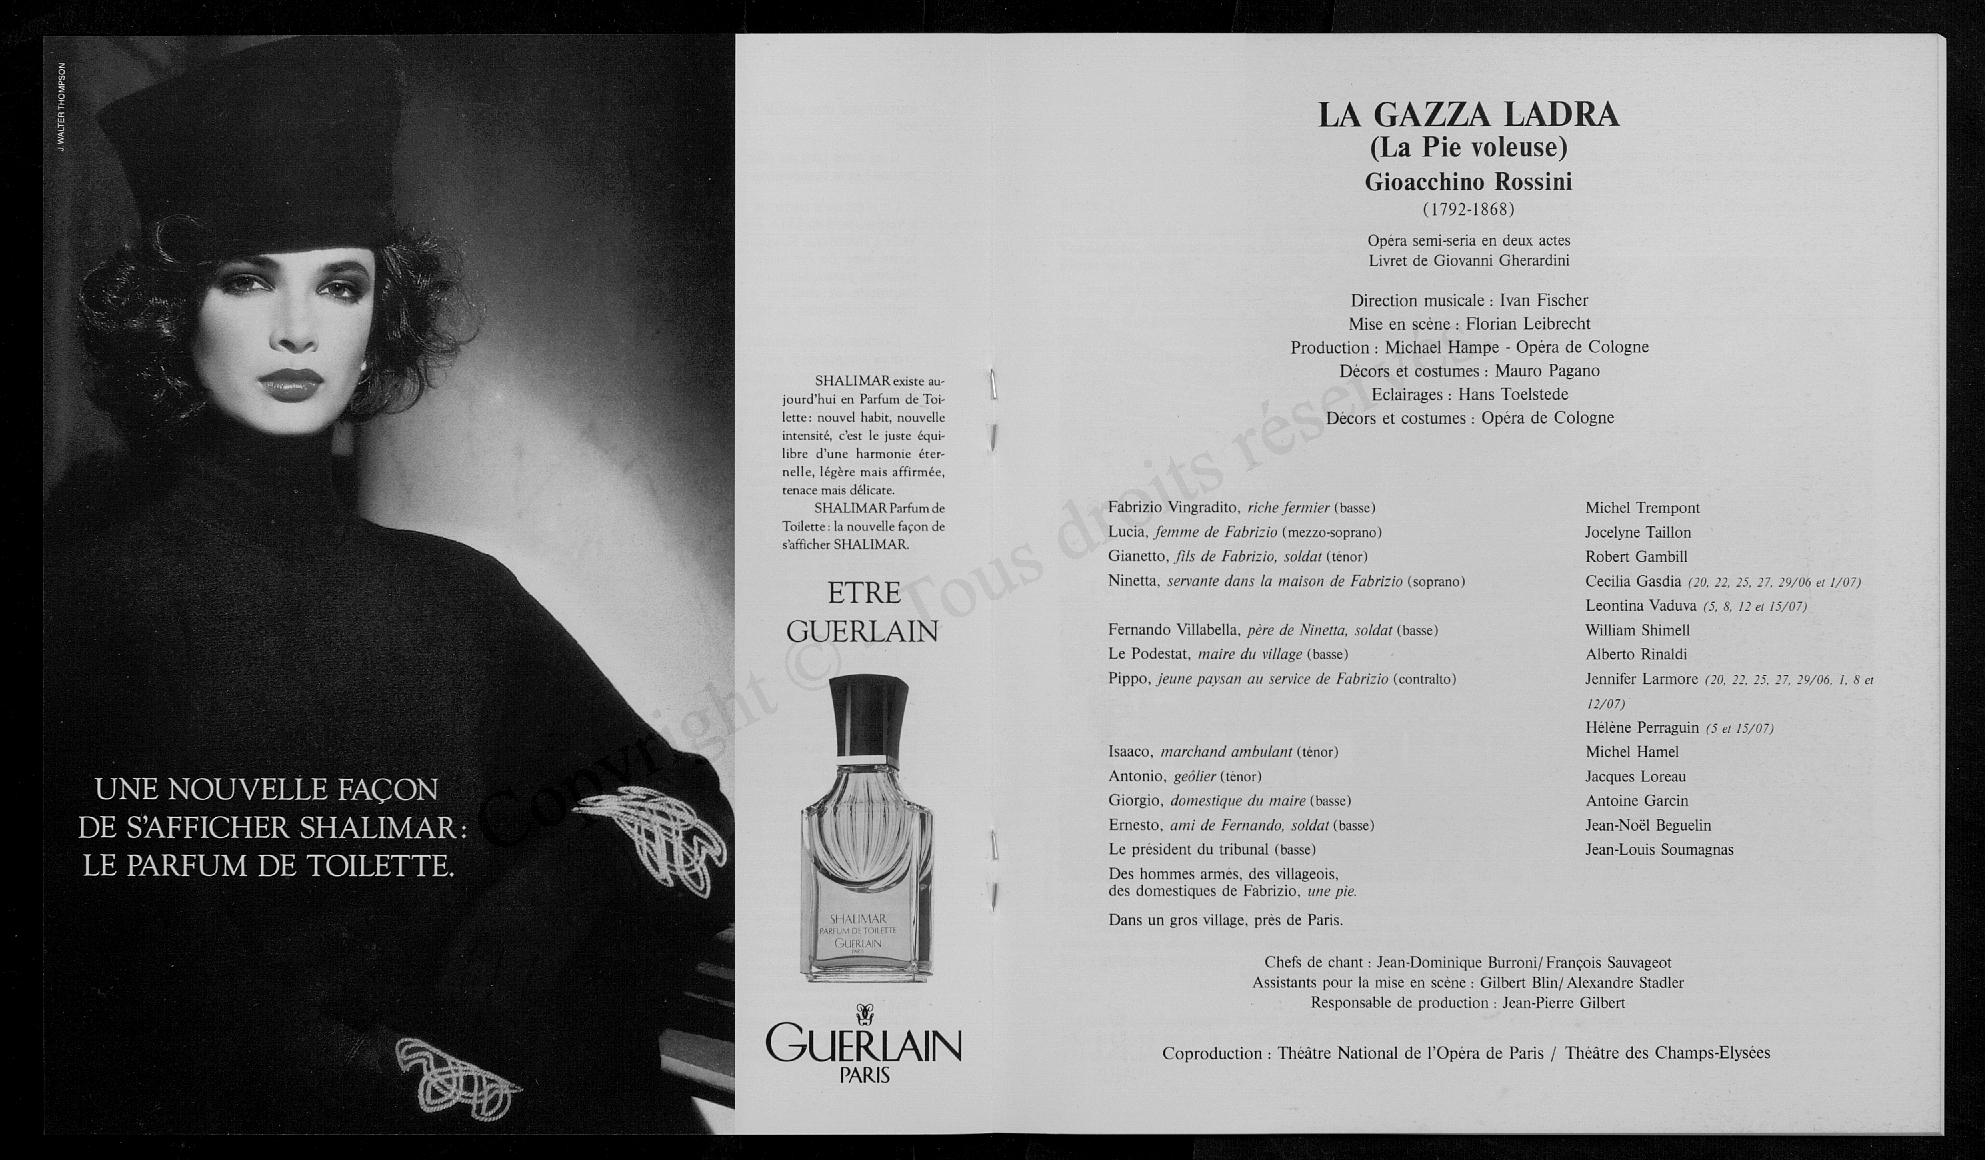 J. WALTER THOMPSON
UNE NOUVELLE FAÇON
DE S'AFFICHER SHALIMAR:
LE PARFUM DE TOILETTE.
SHALIMAR existe au-
jourd'hui en Parfum de Toi-
lette: nouvel habit, nouvelle
intensité, c'est le juste équi-
libre d'une harmonie éter-
nelle, légère mais affirmée,
tenace mais délicate.
SHALIMAR Parfum de
Toilette: la nouvelle façon de
s'afficher SHALIMAR.
ETRE
GUERLAIN
SHALIMAR
PARFUM DE TOILETTE
GUERLAIN
PARIS
GUERLAIN
PARIS
LA GAZZA LADRA
(La Pie voleuse)
Gioacchino Rossini
(1792-1868)
Opéra semi-seria en deux actes
Livret de Giovanni Gherardini
Direction musicale : Ivan Fischer
Mise en scène : Florian Leibrecht
Production : Michael Hampe - Opéra de Cologne
Décors et costumes : Mauro Pagano
Eclairages : Hans Toelstede
Décors et costumes : Opéra de Cologne
Fabrizio Vingradito, riche fermier (basse) Michel Trempont
Lucia, femme de Fabrizio (mezzo-soprano) Jocelyne Taillon
Gianetto, fils de Fabrizio, soldat (ténor) Robert Gambill
Ninetta, servante dans la maison de Fabrizio (soprano) Cecilia Gasdia (20, 22, 25, 27, 29/06 et 1/07)
Leontina Vaduva (5, 8, 12 et 15/07)
Fernando Villabella, père de Ninetta, soldat (basse) William Shimell
Le Podestat, maire du village (basse) Alberto Rinaldi
Pippo, jeune paysan au service de Fabrizio (contralto) Jennifer Larmore (20, 22, 25, 27, 29/06, 1, 8 et
12/07)
Hélène Perraguin (5 et 15/07)
Isaaco, marchand ambulant (ténor) Michel Hamel
Antonio, geôlier (ténor) Jacques Loreau
Giorgio, domestique du maire (basse) Antoine Garcin
Ernesto, ami de Fernando, soldat (basse) Jean-Noël Beguelin
Le président du tribunal (basse) Jean-Louis Soumagnas
Des hommes armés, des villageois,
des domestiques de Fabrizio, une pie.
Dans un gros village, près de Paris.
Chefs de chant : Jean-Dominique Burroni/François Sauvageot
Assistants pour la mise en scène : Gilbert Blin/Alexandre Stadler
Responsable de production : Jean-Pierre Gilbert
Coproduction : Théâtre National de l'Opéra de Paris / Théâtre des Champs-Elysées
Copyright © Tous droits réservés.